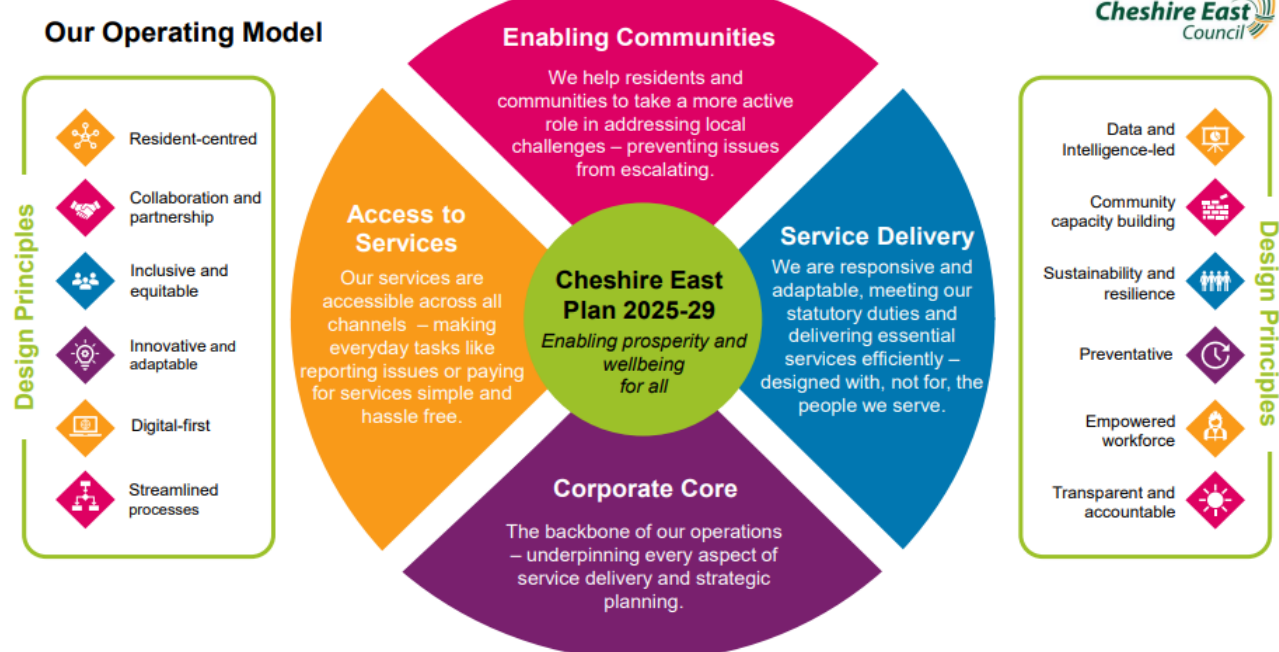 Our Operating Model
Cheshire East
Council
Design Principles
Resident-centred
Collaboration and
partnership
Inclusive and
equitable
Innovative and
adaptable
Digital-first
Streamlined
processes
Enabling Communities
We help residents and
communities to take a more active
role in addressing local
challenges – preventing issues
from escalating.
Access to
Services
Our services are
accessible across all
channels – making
everyday tasks like
reporting issues or paying
for services simple and
hassle free.
Cheshire East
Plan 2025-29
Enabling prosperity and
wellbeing
for all
Service Delivery
We are responsive and
adaptable, meeting our
statutory duties and
delivering essential
services efficiently –
designed with, not for, the
people we serve.
Corporate Core
The backbone of our operations
– underpinning every aspect of
service delivery and strategic
planning.
Data and
Intelligence-led
Community
capacity building
Sustainability and
resilience
Preventative
Empowered
workforce
Transparent and
accountable
Design Principles